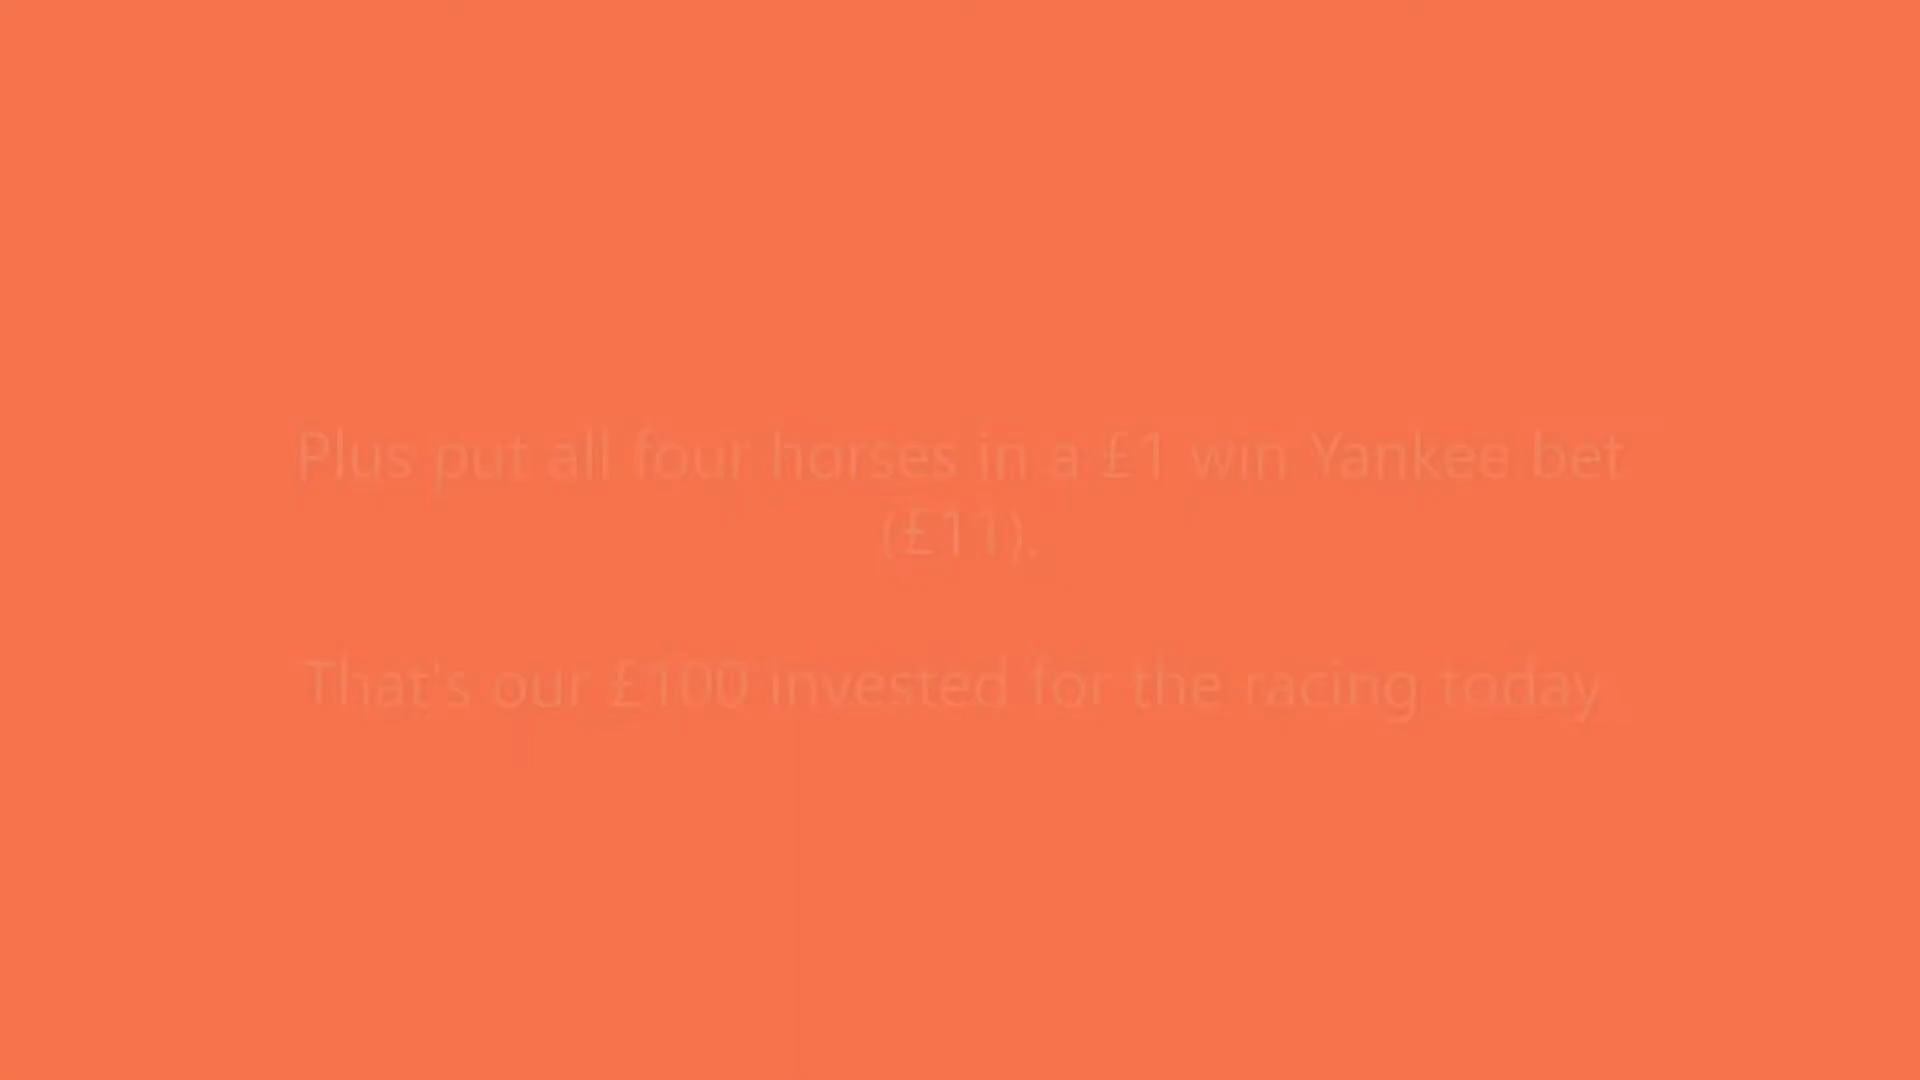 Plus put all four horses in a £1 win Yankee bet
(£11).
That's our £100 invested for the racing today